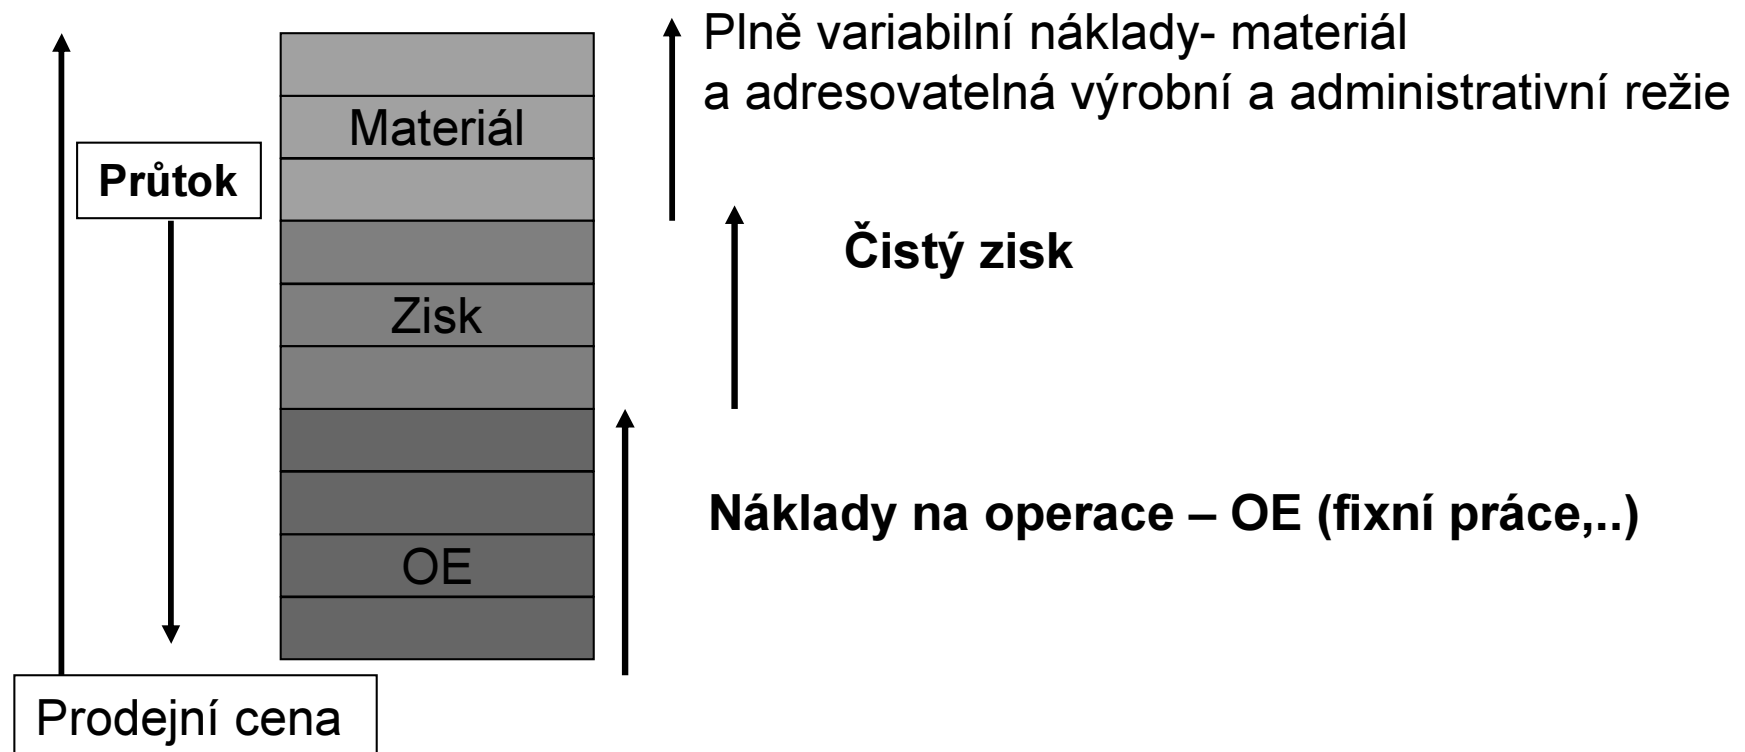 Plně variabilní náklady- materiál
a adresovatelná výrobní a administrativní režie
Materiál
Průtok
Čistý zisk
Zisk
Náklady na operace – OE (fixní práce,..)
OE
Prodejní cena